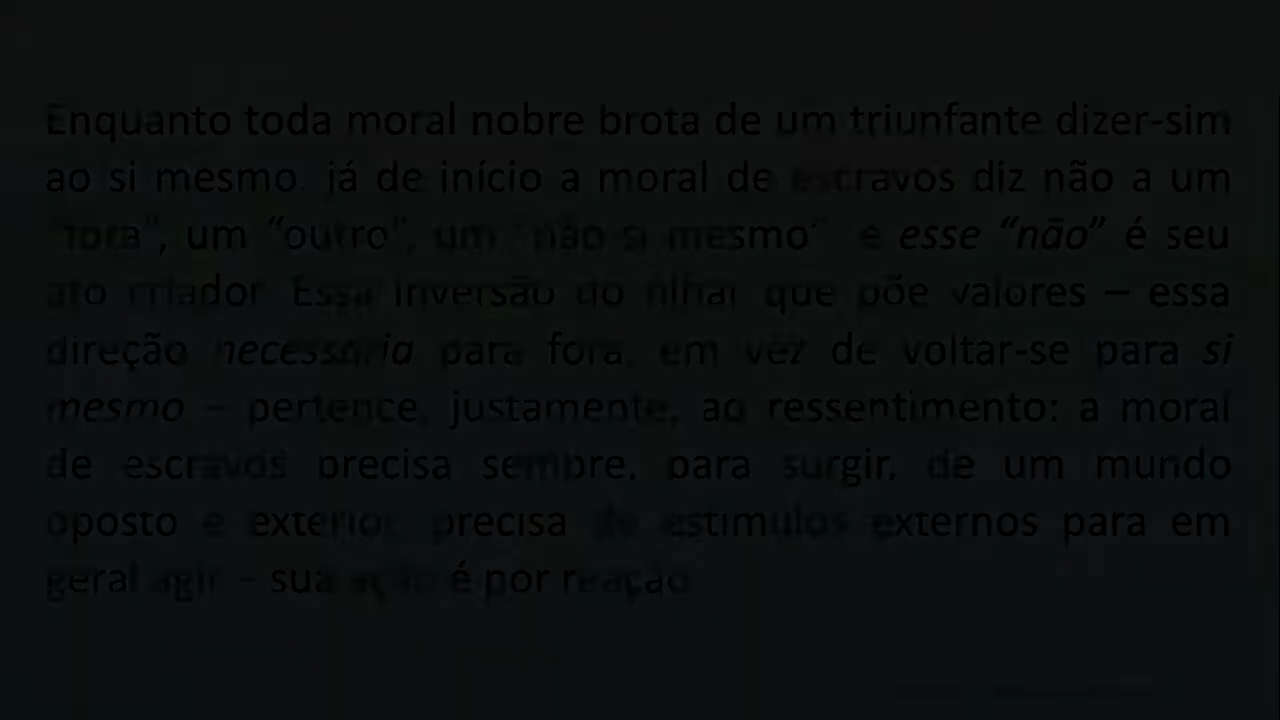 Enquanto toda moral nobre brota de um triunfante dizer-sim
ao si mesmo, já de início a moral de escravos diz não a um
"fora", um “outro", um "não-si mesmo" e esse “não” é seu
ato criador. Essa inversão do olhar que põe valores – essa
direção necessária para fora, em vez de voltar-se para si
mesmo – pertence, justamente, ao ressentimento: a moral
de escravos precisa sempre, para surgir, de um mundo
oposto e exterior, precisa de estímulos externos para em
geral agir – sua ação é por reação